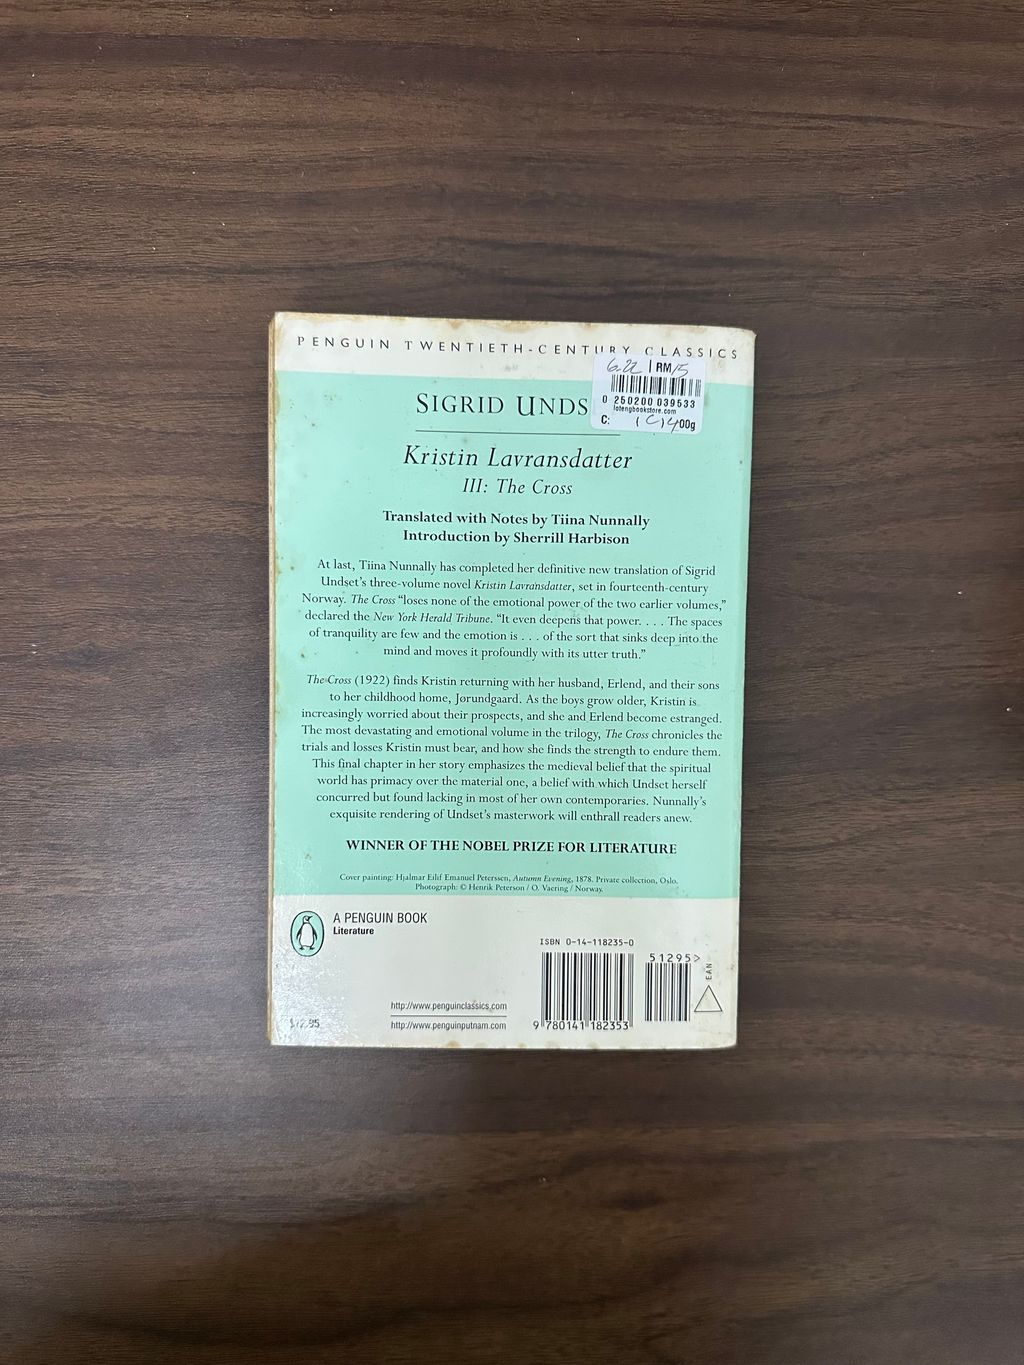 PENGUIN TWENTIETH-CENTURY CLASSICS
6.22 | RM15
0 250200 039533
lotengbookstore.com
C: (C) 400g
SIGRID UNDS
Kristin Lavransdatter
III: The Cross
Translated with Notes by Tiina Nunnally
Introduction by Sherrill Harbison
At last, Tiina Nunnally has completed her definitive new translation of Sigrid
Undset's three-volume novel Kristin Lavransdatter, set in fourteenth-century
Norway. The Cross “loses none of the emotional power of the two earlier volumes,”
declared the New York Herald Tribune. “It even deepens that power. . . . The spaces
of tranquility are few and the emotion is . . . of the sort that sinks deep into the
mind and moves it profoundly with its utter truth.”
The Cross (1922) finds Kristin returning with her husband, Erlend, and their sons
to her childhood home, Jørundgaard. As the boys grow older, Kristin is
increasingly worried about their prospects, and she and Erlend become estranged.
The most devastating and emotional volume in the trilogy, The Cross chronicles the
trials and losses Kristin must bear, and how she finds the strength to endure them.
This final chapter in her story emphasizes the medieval belief that the spiritual
world has primacy over the material one, a belief with which Undset herself
concurred but found lacking in most of her own contemporaries. Nunnally's
exquisite rendering of Undset's masterwork will enthrall readers anew.
WINNER OF THE NOBEL PRIZE FOR LITERATURE
Cover painting: Hjalmar Eilif Emanuel Peterssen, Autumn Evening, 1878. Private collection, Oslo.
Photograph: © Henrik Peterson / O. Vaering / Norway.
A PENGUIN BOOK
Literature
ISBN 0-14-118235-0
51295>
EAN
http://www.penguinclassics.com
http://www.penguinputnam.com
9 780141 182353
$12.95